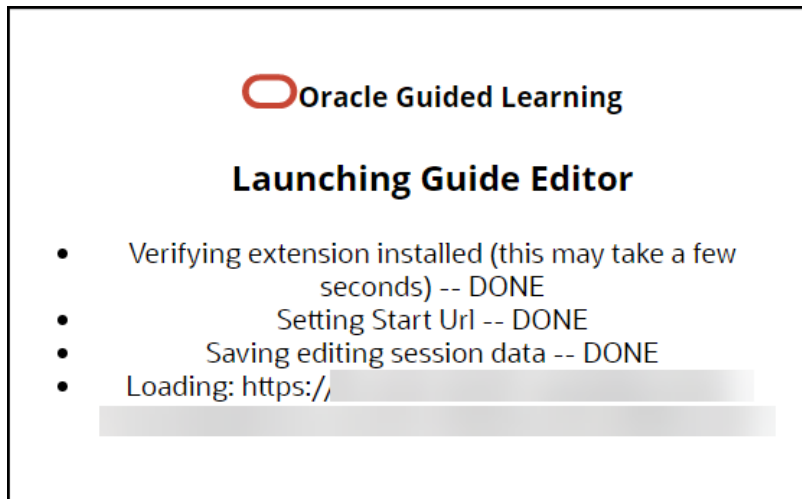 Oracle Guided Learning
Launching Guide Editor
• Verifying extension installed (this may take a few
seconds) -- DONE
• Setting Start Url -- DONE
• Saving editing session data -- DONE
• Loading: https://